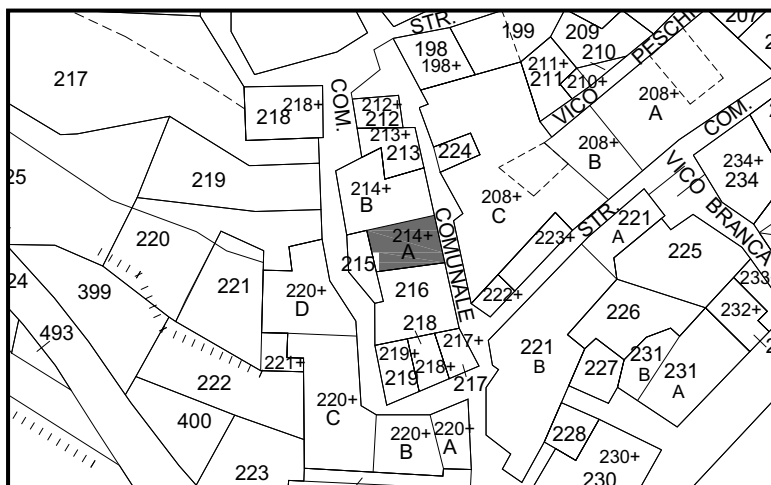 STR.
199
209
207
210
198
198+
211+
211
210+
PESCHI
VICO
217
218+
218
COM.
212+
212
213+
213
224
208+
A
COM.
208+
B
VICO BRANCA
234+
234
25
219
214+
B
208+
C
STR.
221
A
225
220
214+
A
COMUNALE
223+
215
233
24
399
221
220+
D
216
222+
226
232+
493
218
217+
221
B
219+
219
218+
217
221+
222
227
231
B
231
A
400
220+
C
220+
B
220+
A
228
230+
230
223